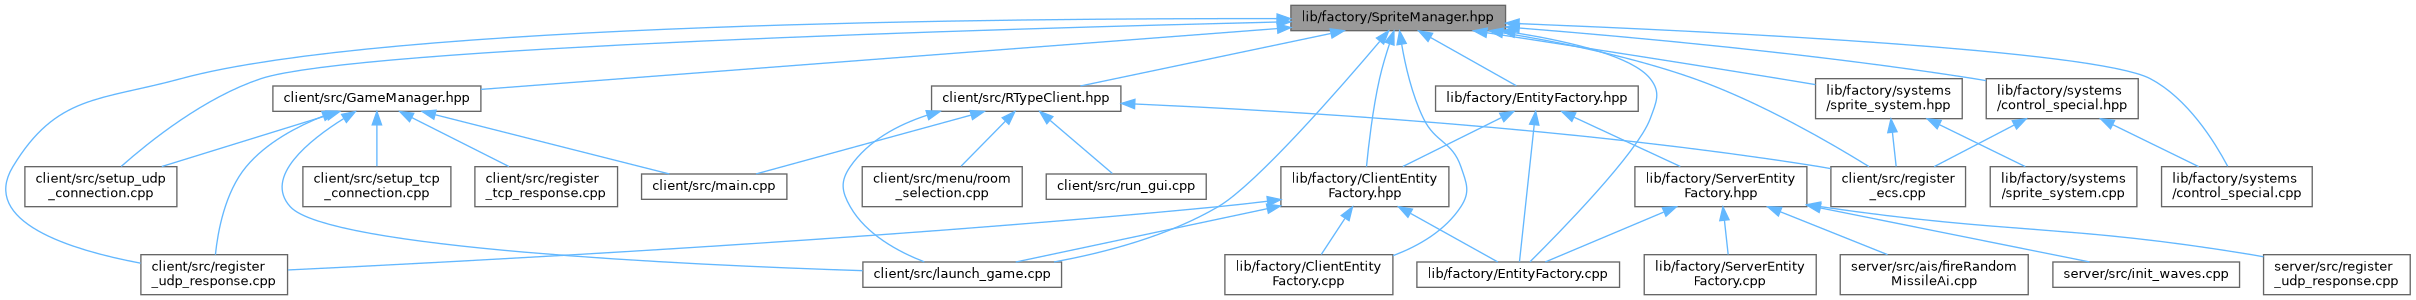 lib/factory/SpriteManager.hpp
client/src/GameManager.hpp
client/src/RTypeClient.hpp
lib/factory/EntityFactory.hpp
lib/factory/systems
/sprite_system.hpp
lib/factory/systems
/control_special.hpp
client/src/setup_udp
_connection.cpp
client/src/setup_tcp
_connection.cpp
client/src/register
_tcp_response.cpp
client/src/main.cpp
client/src/menu/room
_selection.cpp
client/src/run_gui.cpp
lib/factory/ClientEntity
Factory.hpp
lib/factory/ServerEntity
Factory.hpp
client/src/register
_ecs.cpp
lib/factory/systems
/sprite_system.cpp
lib/factory/systems
/control_special.cpp
client/src/register
_udp_response.cpp
client/src/launch_game.cpp
lib/factory/ClientEntity
Factory.cpp
lib/factory/EntityFactory.cpp
lib/factory/ServerEntity
Factory.cpp
server/src/ais/fireRandom
MissileAi.cpp
server/src/init_waves.cpp
server/src/register
_udp_response.cpp